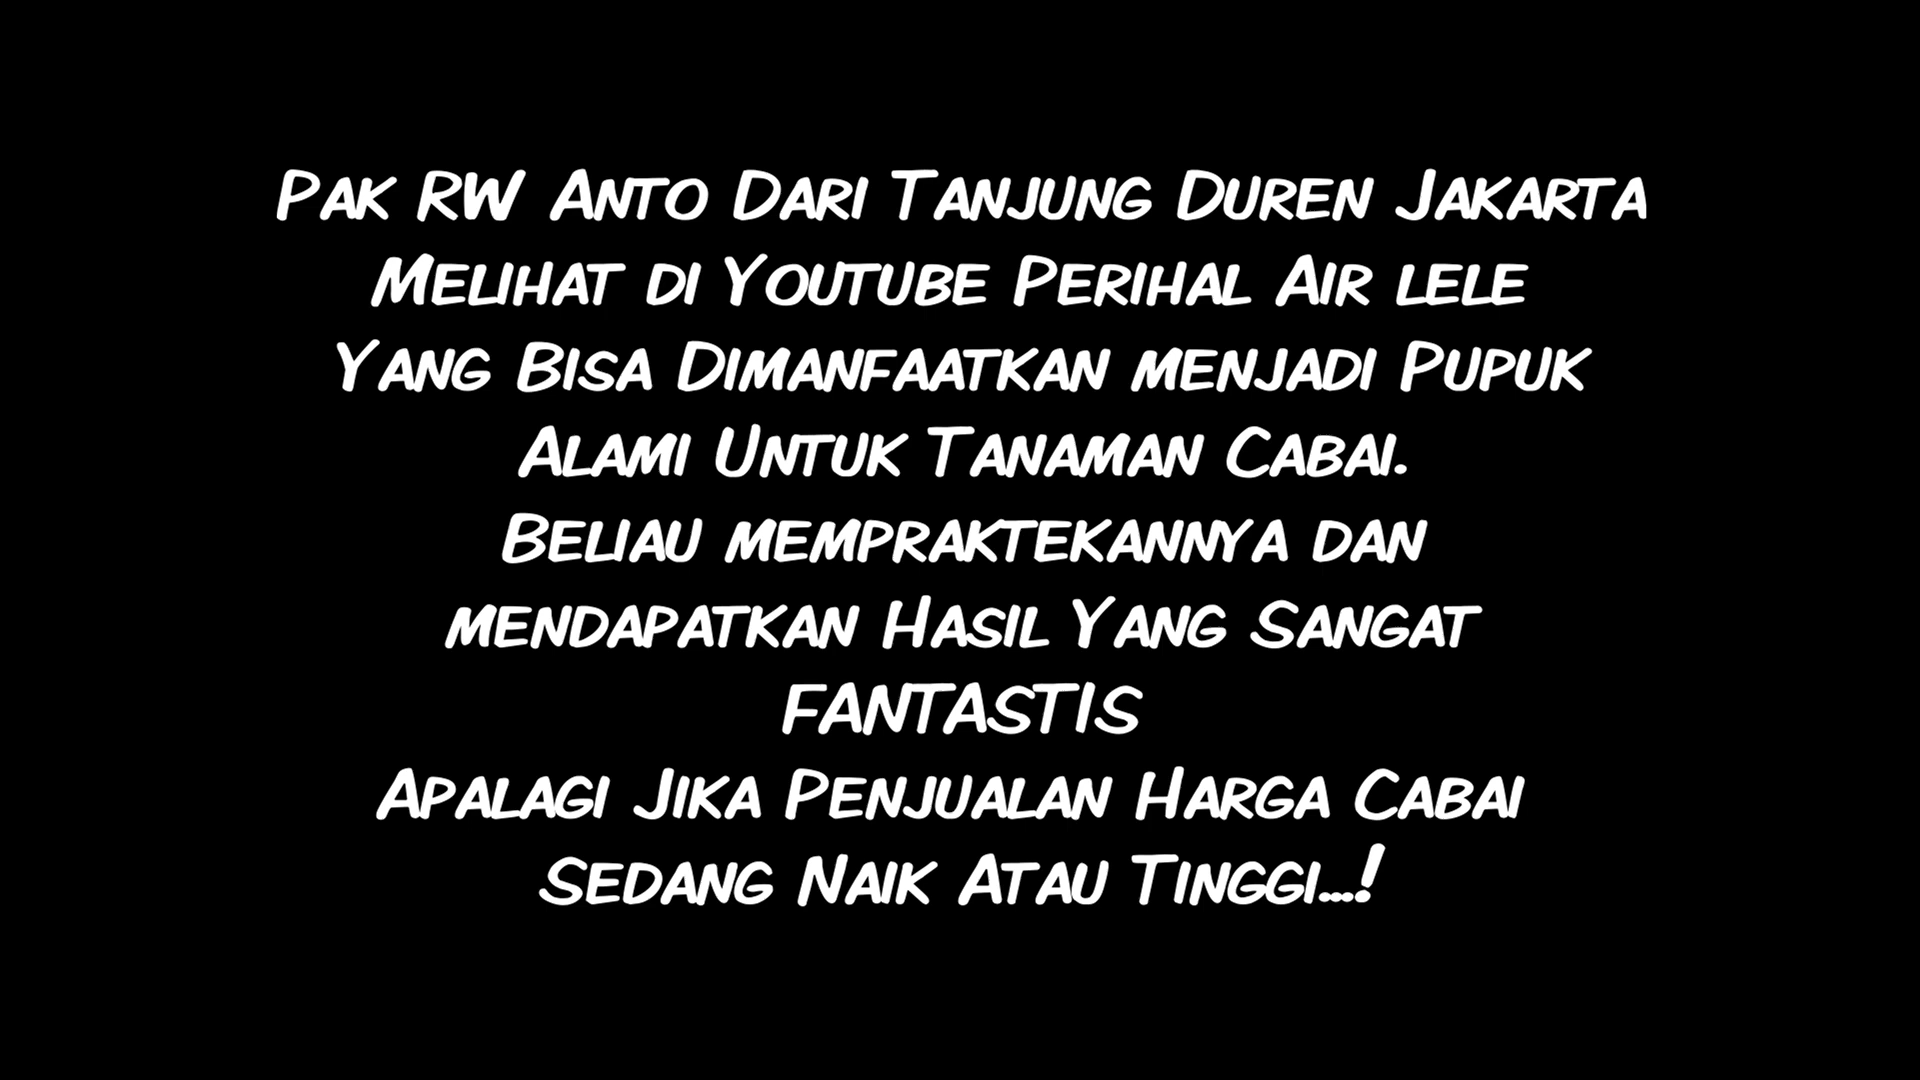 Pak RW Anto Dari Tanjung Duren Jakarta
Melihat di Youtube Perihal Air lele
Yang Bisa Dimanfaatkan menjadi Pupuk
Alami Untuk Tanaman Cabai.
Beliau mempraktekannya dan
mendapatkan Hasil Yang Sangat
FANTASTIS
Apalagi Jika Penjualan Harga Cabai
Sedang Naik Atau Tinggi...!